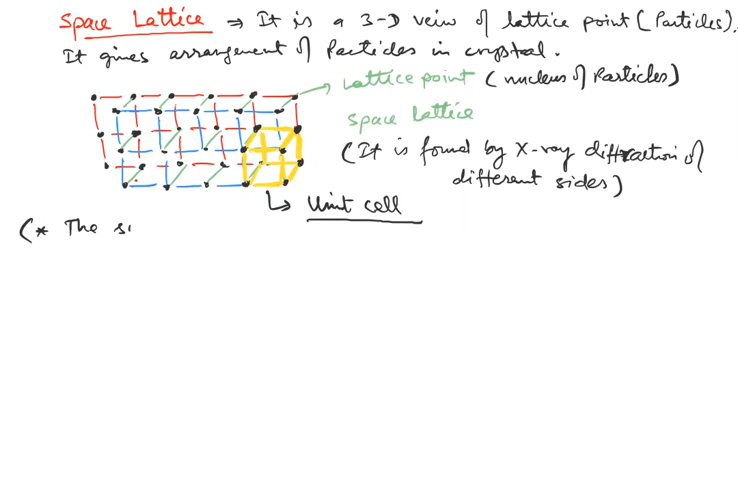 Space Lattice ⇒ It is a 3-D veiw of lattice point (Particles).
It gives arrangement of Particles in crystal.
Lattice point (nucleus of Particles)
Space Lattice
(It is found by X-ray diffraction of
different sides)
↳ Unit cell
(* The s